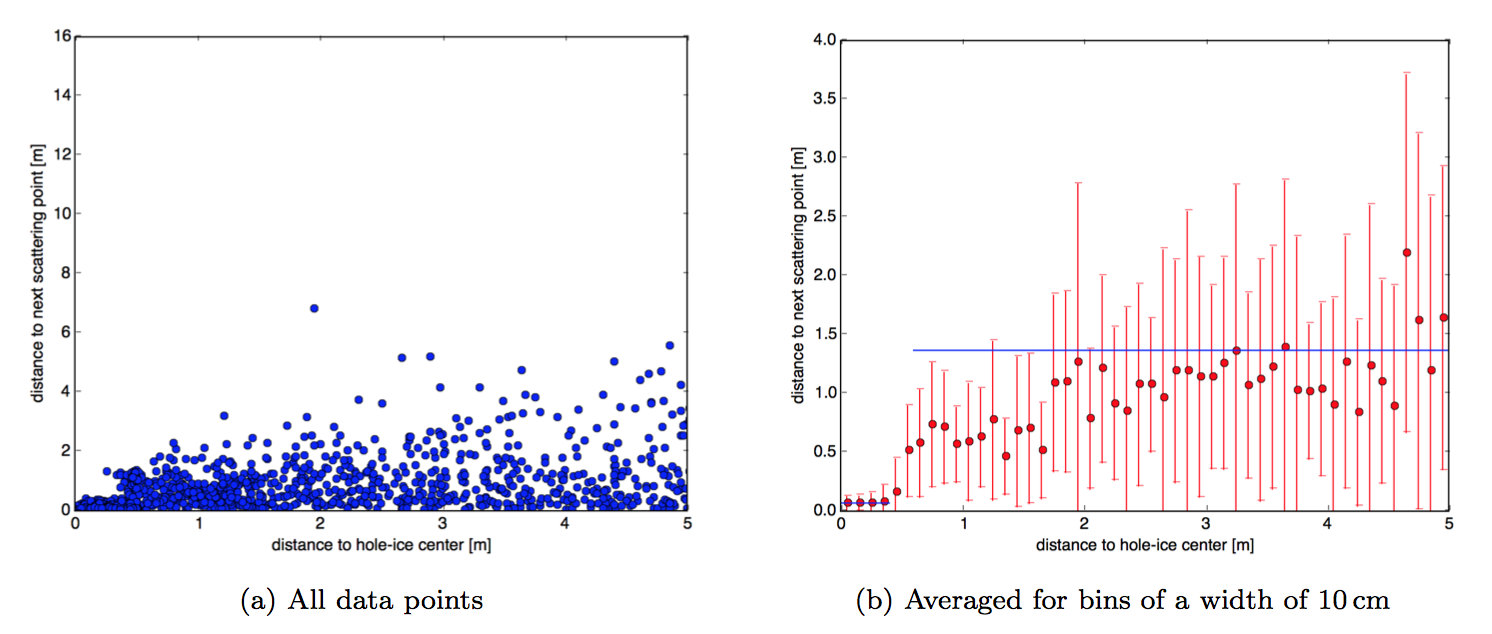 16
14
12
10
8
6
4
2
0
0 1 2 3 4 5
distance to next scattering point [m]
distance to hole-ice center [m]
(a) All data points
4.0
3.5
3.0
2.5
2.0
1.5
1.0
0.5
0.0
0 1 2 3 4 5
distance to next scattering point [m]
distance to hole-ice center [m]
(b) Averaged for bins of a width of 10 cm